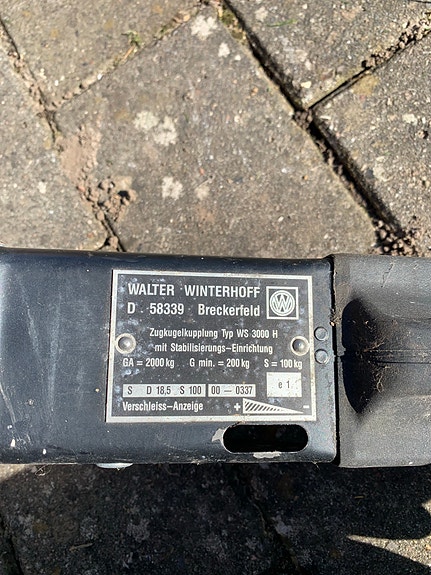 WALTER WINTERHOFF
D 58339 Breckerfeld
W
Zugkugelkupplung Typ WS 3000 H
mit Stabilisierungs-Einrichtung
GA = 2000 kg G min. = 200 kg S = 100 kg
S D 18,5 S 100 00 – 0337 e 1
Verschleiss-Anzeige + -